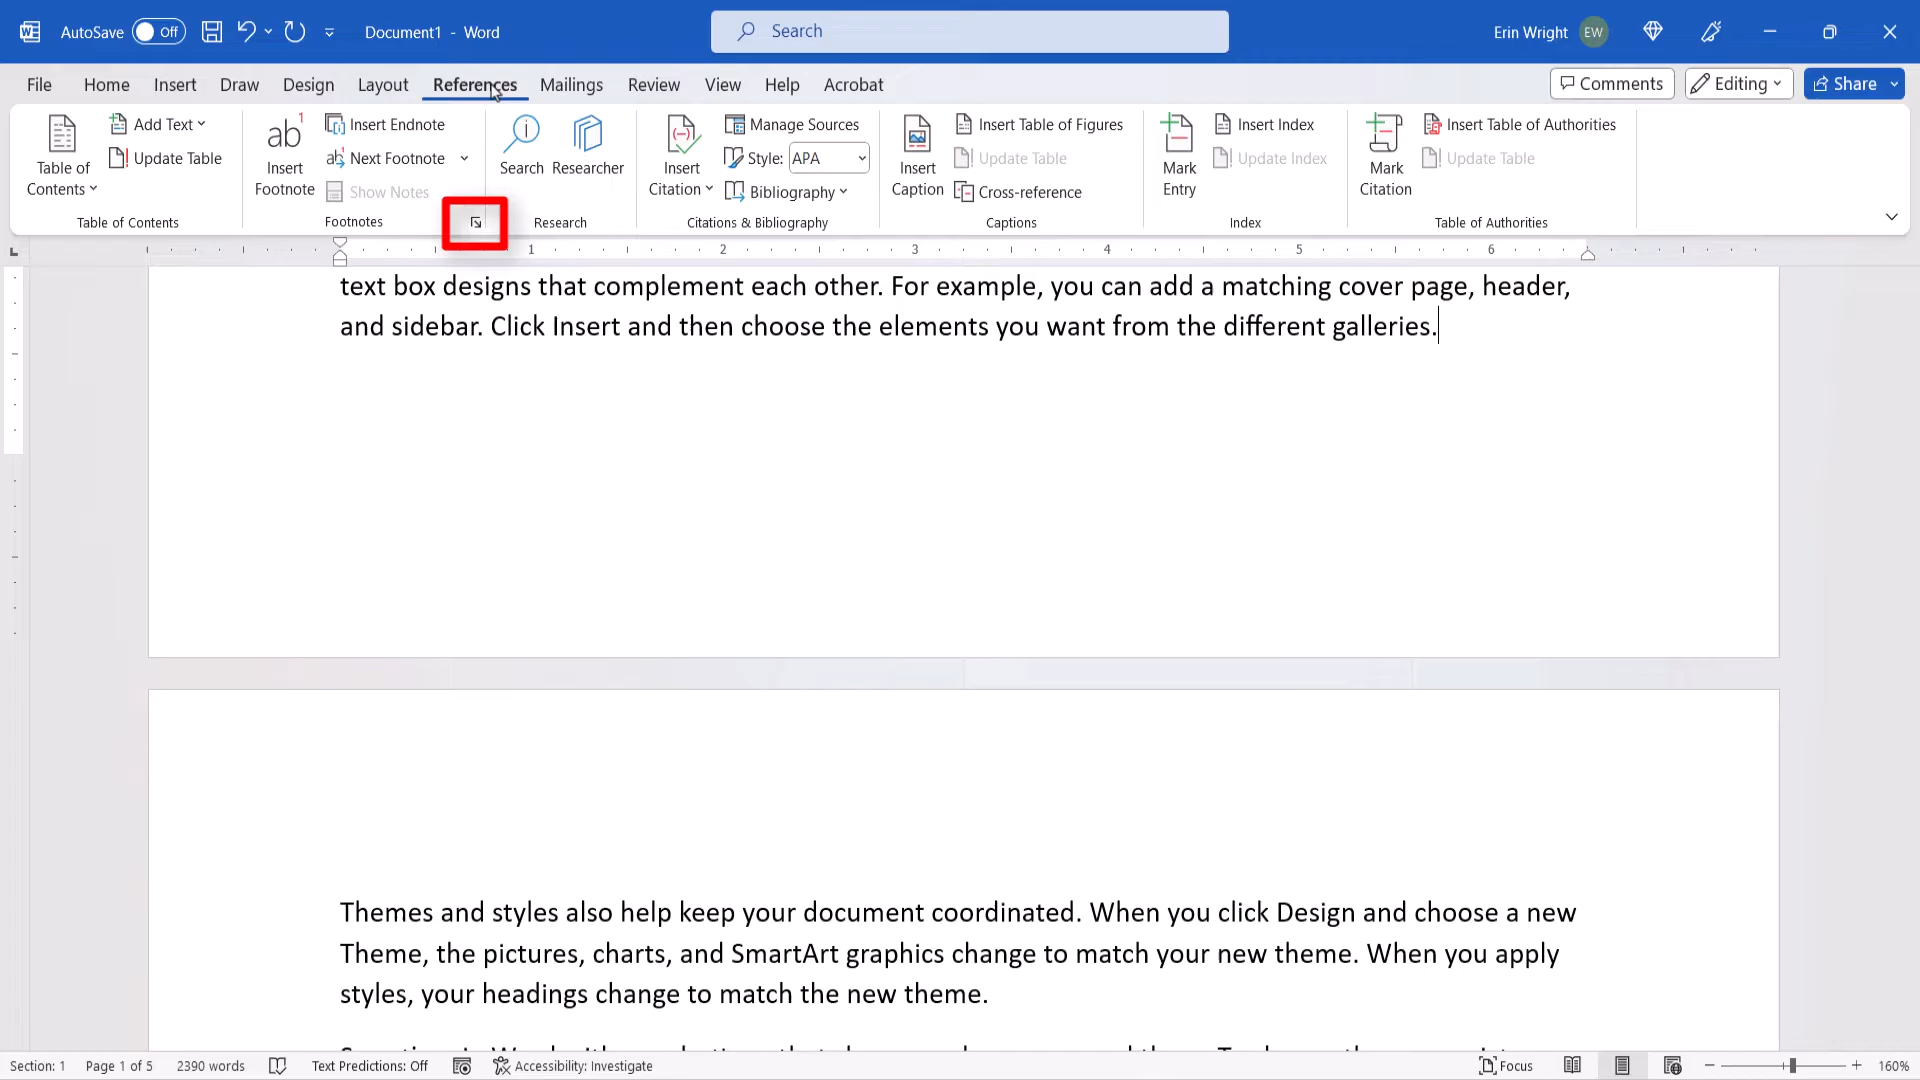 AutoSave Off Document1 - Word Search Erin Wright EW
File Home Insert Draw Design Layout References Mailings Review View Help Acrobat Comments Editing Share
Table of Contents
Add Text
Update Table
Table of Contents
ab1
Insert Footnote
Insert Endnote
Next Footnote
Show Notes
Footnotes
Search
Researcher
Research
Insert Citation
Manage Sources
Style: APA
Bibliography
Citations & Bibliography
Insert Caption
Insert Table of Figures
Update Table
Cross-reference
Captions
Mark Entry
Insert Index
Update Index
Index
Mark Citation
Insert Table of Authorities
Update Table
Table of Authorities
1 2 3 4 5 6
text box designs that complement each other. For example, you can add a matching cover page, header,
and sidebar. Click Insert and then choose the elements you want from the different galleries.
Themes and styles also help keep your document coordinated. When you click Design and choose a new
Theme, the pictures, charts, and SmartArt graphics change to match your new theme. When you apply
styles, your headings change to match the new theme.
Section: 1 Page 1 of 5 2390 words Text Predictions: Off Accessibility: Investigate Focus 160%